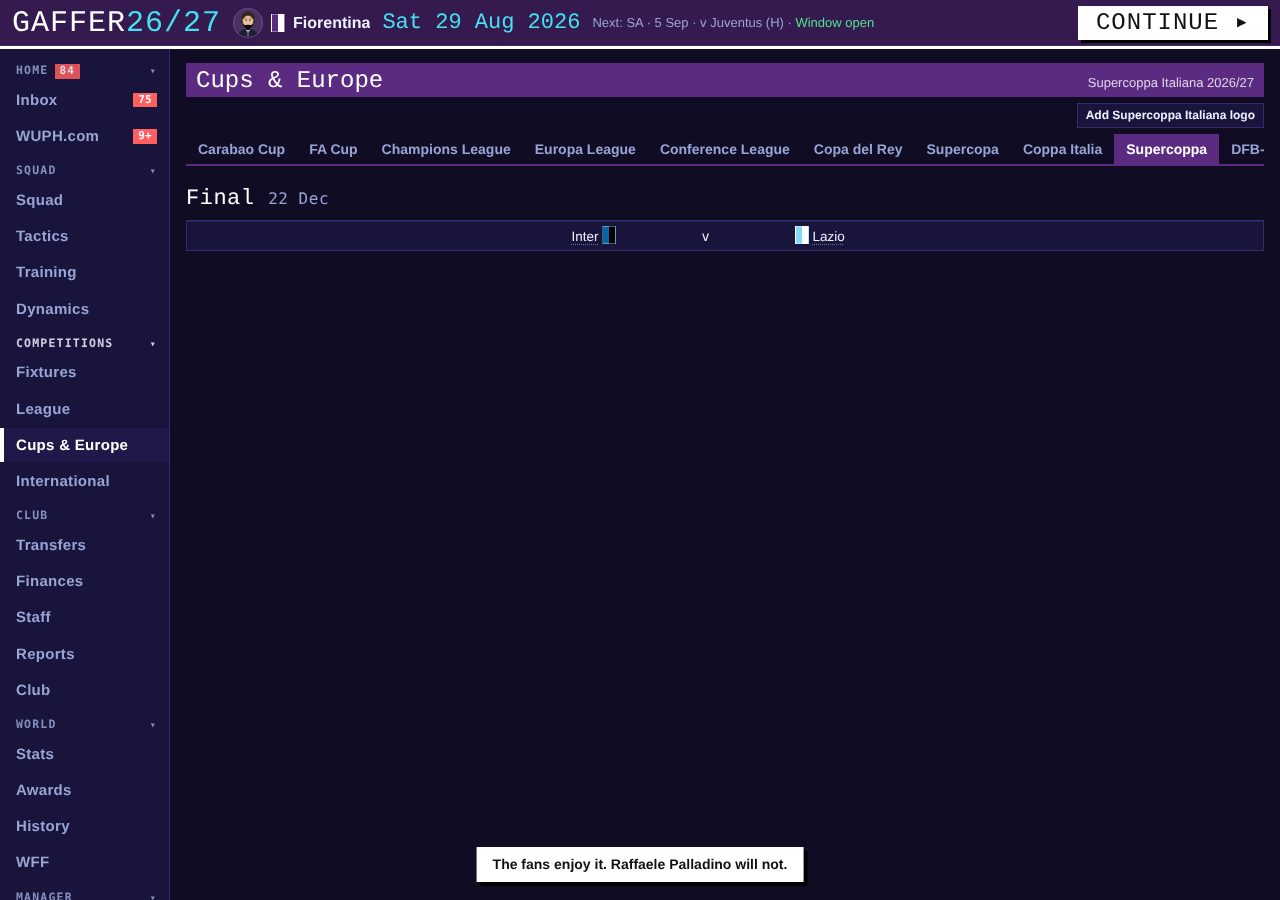 GAFFER26/27 Fiorentina Sat 29 Aug 2026 Next: SA · 5 Sep · v Juventus (H) · Window open CONTINUE ►
HOME 84 ▾
Inbox 75
WUPH.com 9+
SQUAD ▾
Squad
Tactics
Training
Dynamics
COMPETITIONS ▾
Fixtures
League
Cups & Europe
International
CLUB ▾
Transfers
Finances
Staff
Reports
Club
WORLD ▾
Stats
Awards
History
WFF
MANAGER ▾
Cups & Europe Supercoppa Italiana 2026/27
Add Supercoppa Italiana logo
Carabao Cup FA Cup Champions League Europa League Conference League Copa del Rey Supercopa Coppa Italia Supercoppa DFB-
Final 22 Dec
Inter v Lazio
The fans enjoy it. Raffaele Palladino will not.